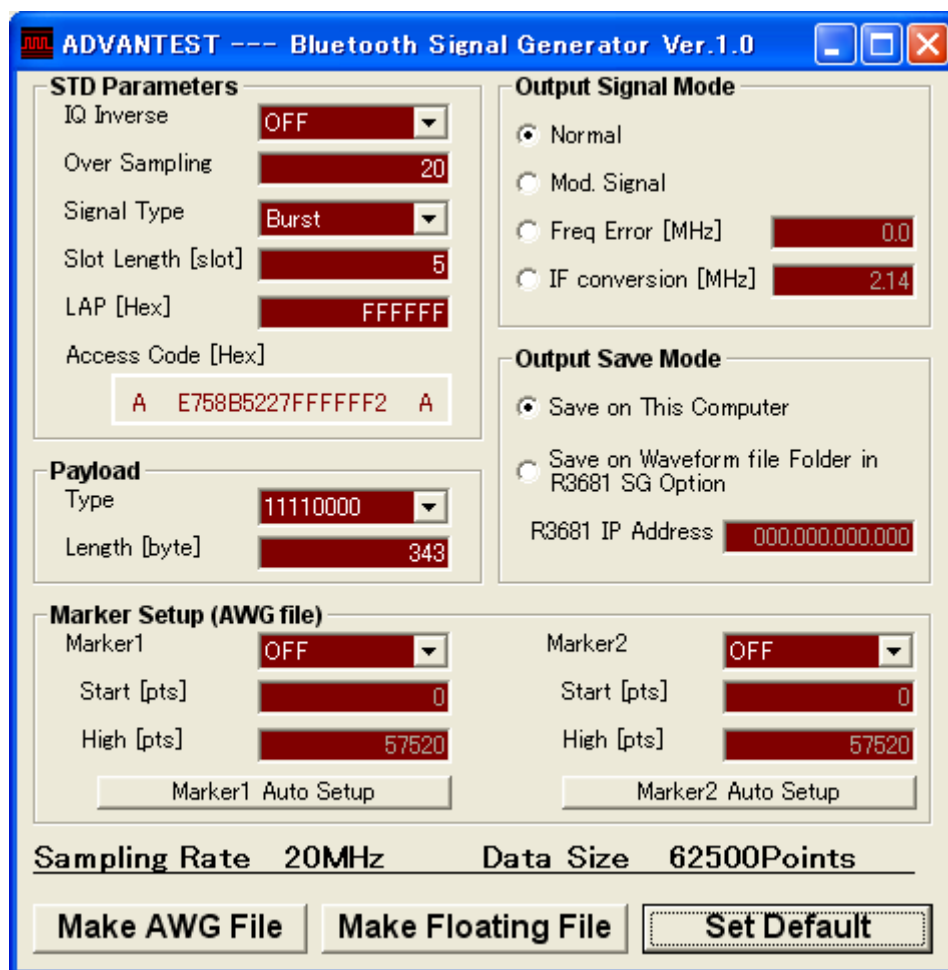 ADVANTEST --- Bluetooth Signal Generator Ver.1.0
STD Parameters
IQ Inverse OFF
Over Sampling 20
Signal Type Burst
Slot Length [slot] 5
LAP [Hex] FFFFFF
Access Code [Hex]
A E758B5227FFFFFF2 A
Payload
Type 11110000
Length [byte] 343
Output Signal Mode
Normal
Mod. Signal
Freq Error [MHz] 0.0
IF conversion [MHz] 2.14
Output Save Mode
Save on This Computer
Save on Waveform file Folder in
R3681 SG Option
R3681 IP Address 000.000.000.000
Marker Setup (AWG file)
Marker1 OFF
Start [pts] 0
High [pts] 57520
Marker1 Auto Setup
Marker2 OFF
Start [pts] 0
High [pts] 57520
Marker2 Auto Setup
Sampling Rate 20MHz Data Size 62500Points
Make AWG File Make Floating File Set Default